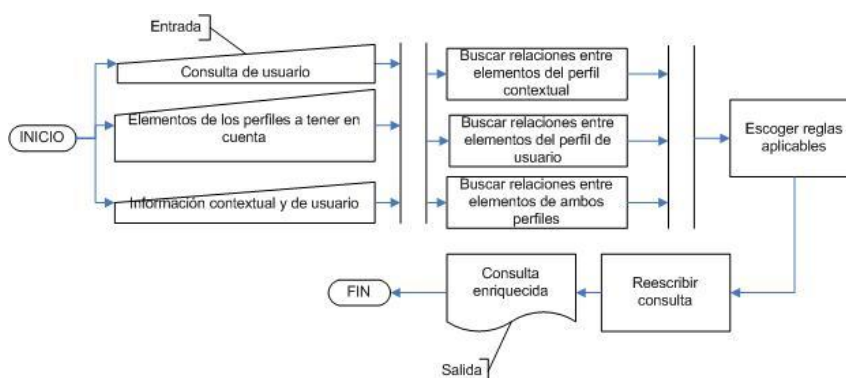 Entrada
Consulta de usuario
INICIO
Elementos de los perfiles a tener en
cuenta
Información contextual y de usuario
Buscar relaciones entre
elementos del perfil
contextual
Buscar relaciones entre
elementos del perfil de
usuario
Buscar relaciones entre
elementos de ambos
perfiles
Escoger reglas
aplicables
Reescribir
consulta
Consulta
enriquecida
FIN
Salida